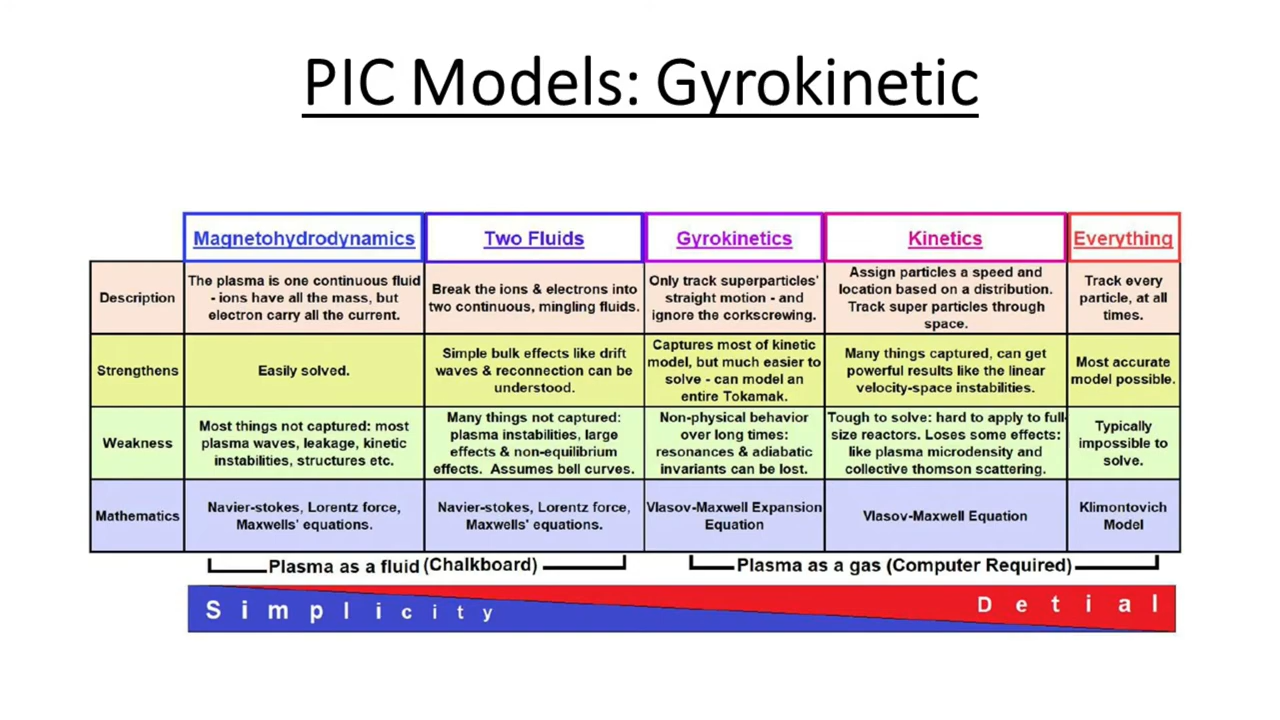 PIC Models: Gyrokinetic
Magnetohydrodynamics
Two Fluids
Gyrokinetics
Kinetics
Everything
Description
The plasma is one continuous fluid
- ions have all the mass, but
electron carry all the current.
Break the ions & electrons into
two continuous, mingling fluids.
Only track superparticles'
straight motion - and
ignore the corkscrewing.
Assign particles a speed and
location based on a distribution.
Track super particles through
space.
Track every
particle, at all
times.
Strengthens
Easily solved.
Simple bulk effects like drift
waves & reconnection can be
understood.
Captures most of kinetic
model, but much easier to
solve - can model an
entire Tokamak.
Many things captured, can get
powerful results like the linear
velocity-space instabilities.
Most accurate
model possible.
Weakness
Most things not captured: most
plasma waves, leakage, kinetic
instabilities, structures etc.
Many things not captured:
plasma instabilities, large
effects & non-equilibrium
effects. Assumes bell curves.
Non-physical behavior
over long times:
resonances & adiabatic
invariants can be lost.
Tough to solve: hard to apply to full-
size reactors. Loses some effects:
like plasma microdensity and
collective thomson scattering.
Typically
impossible to
solve.
Mathematics
Navier-stokes, Lorentz force,
Maxwells' equations.
Navier-stokes, Lorentz force,
Maxwells' equations.
Vlasov-Maxwell Expansion
Equation
Vlasov-Maxwell Equation
Klimontovich
Model
Plasma as a fluid (Chalkboard)
Plasma as a gas (Computer Required)
Simplicity
Detial